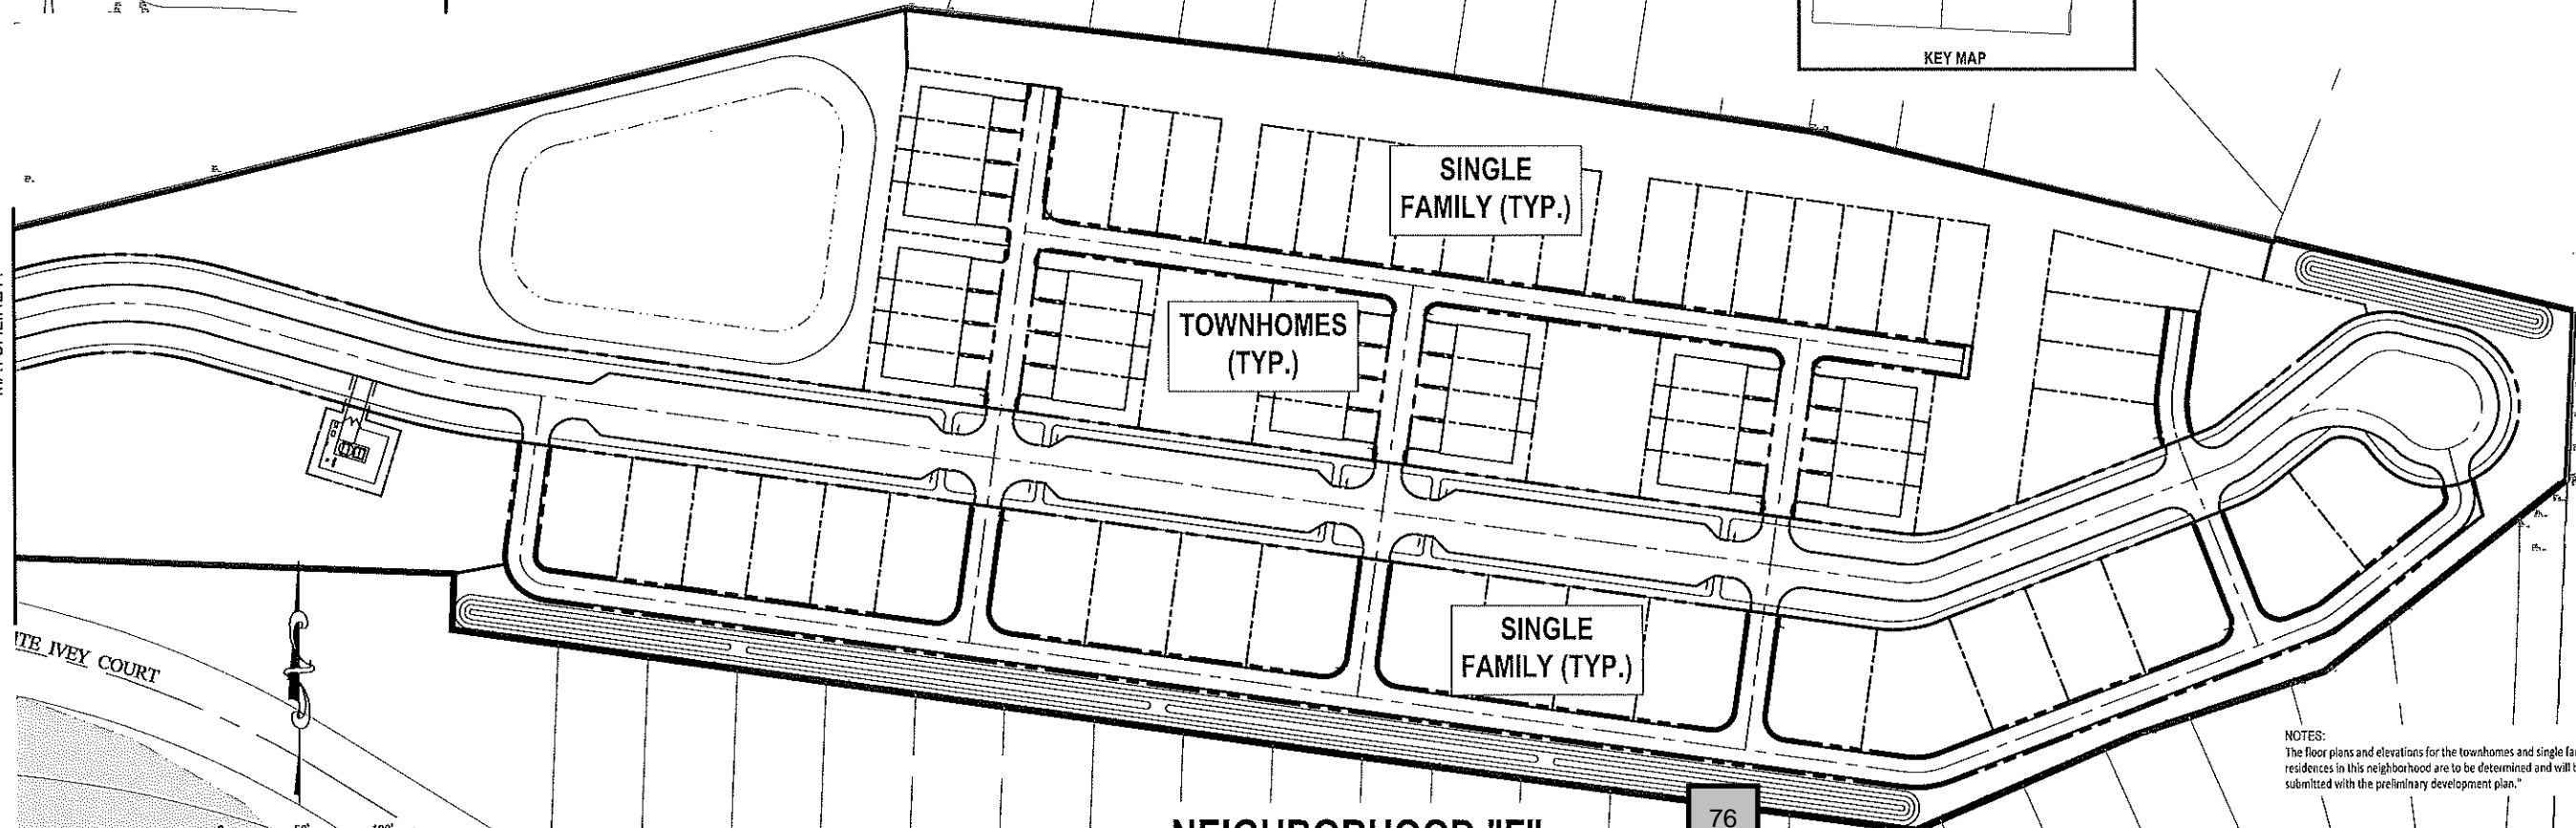 KEY MAP
SINGLE
FAMILY (TYP.)
TOWNHOMES
(TYP.)
SINGLE
FAMILY (TYP.)
IVEY COURT
NOTES:
The floor plans and elevations for the townhomes and single
residences in this neighborhood are to be determined and will
submitted with the preliminary development plan."
NEIGHBORHOOD
76